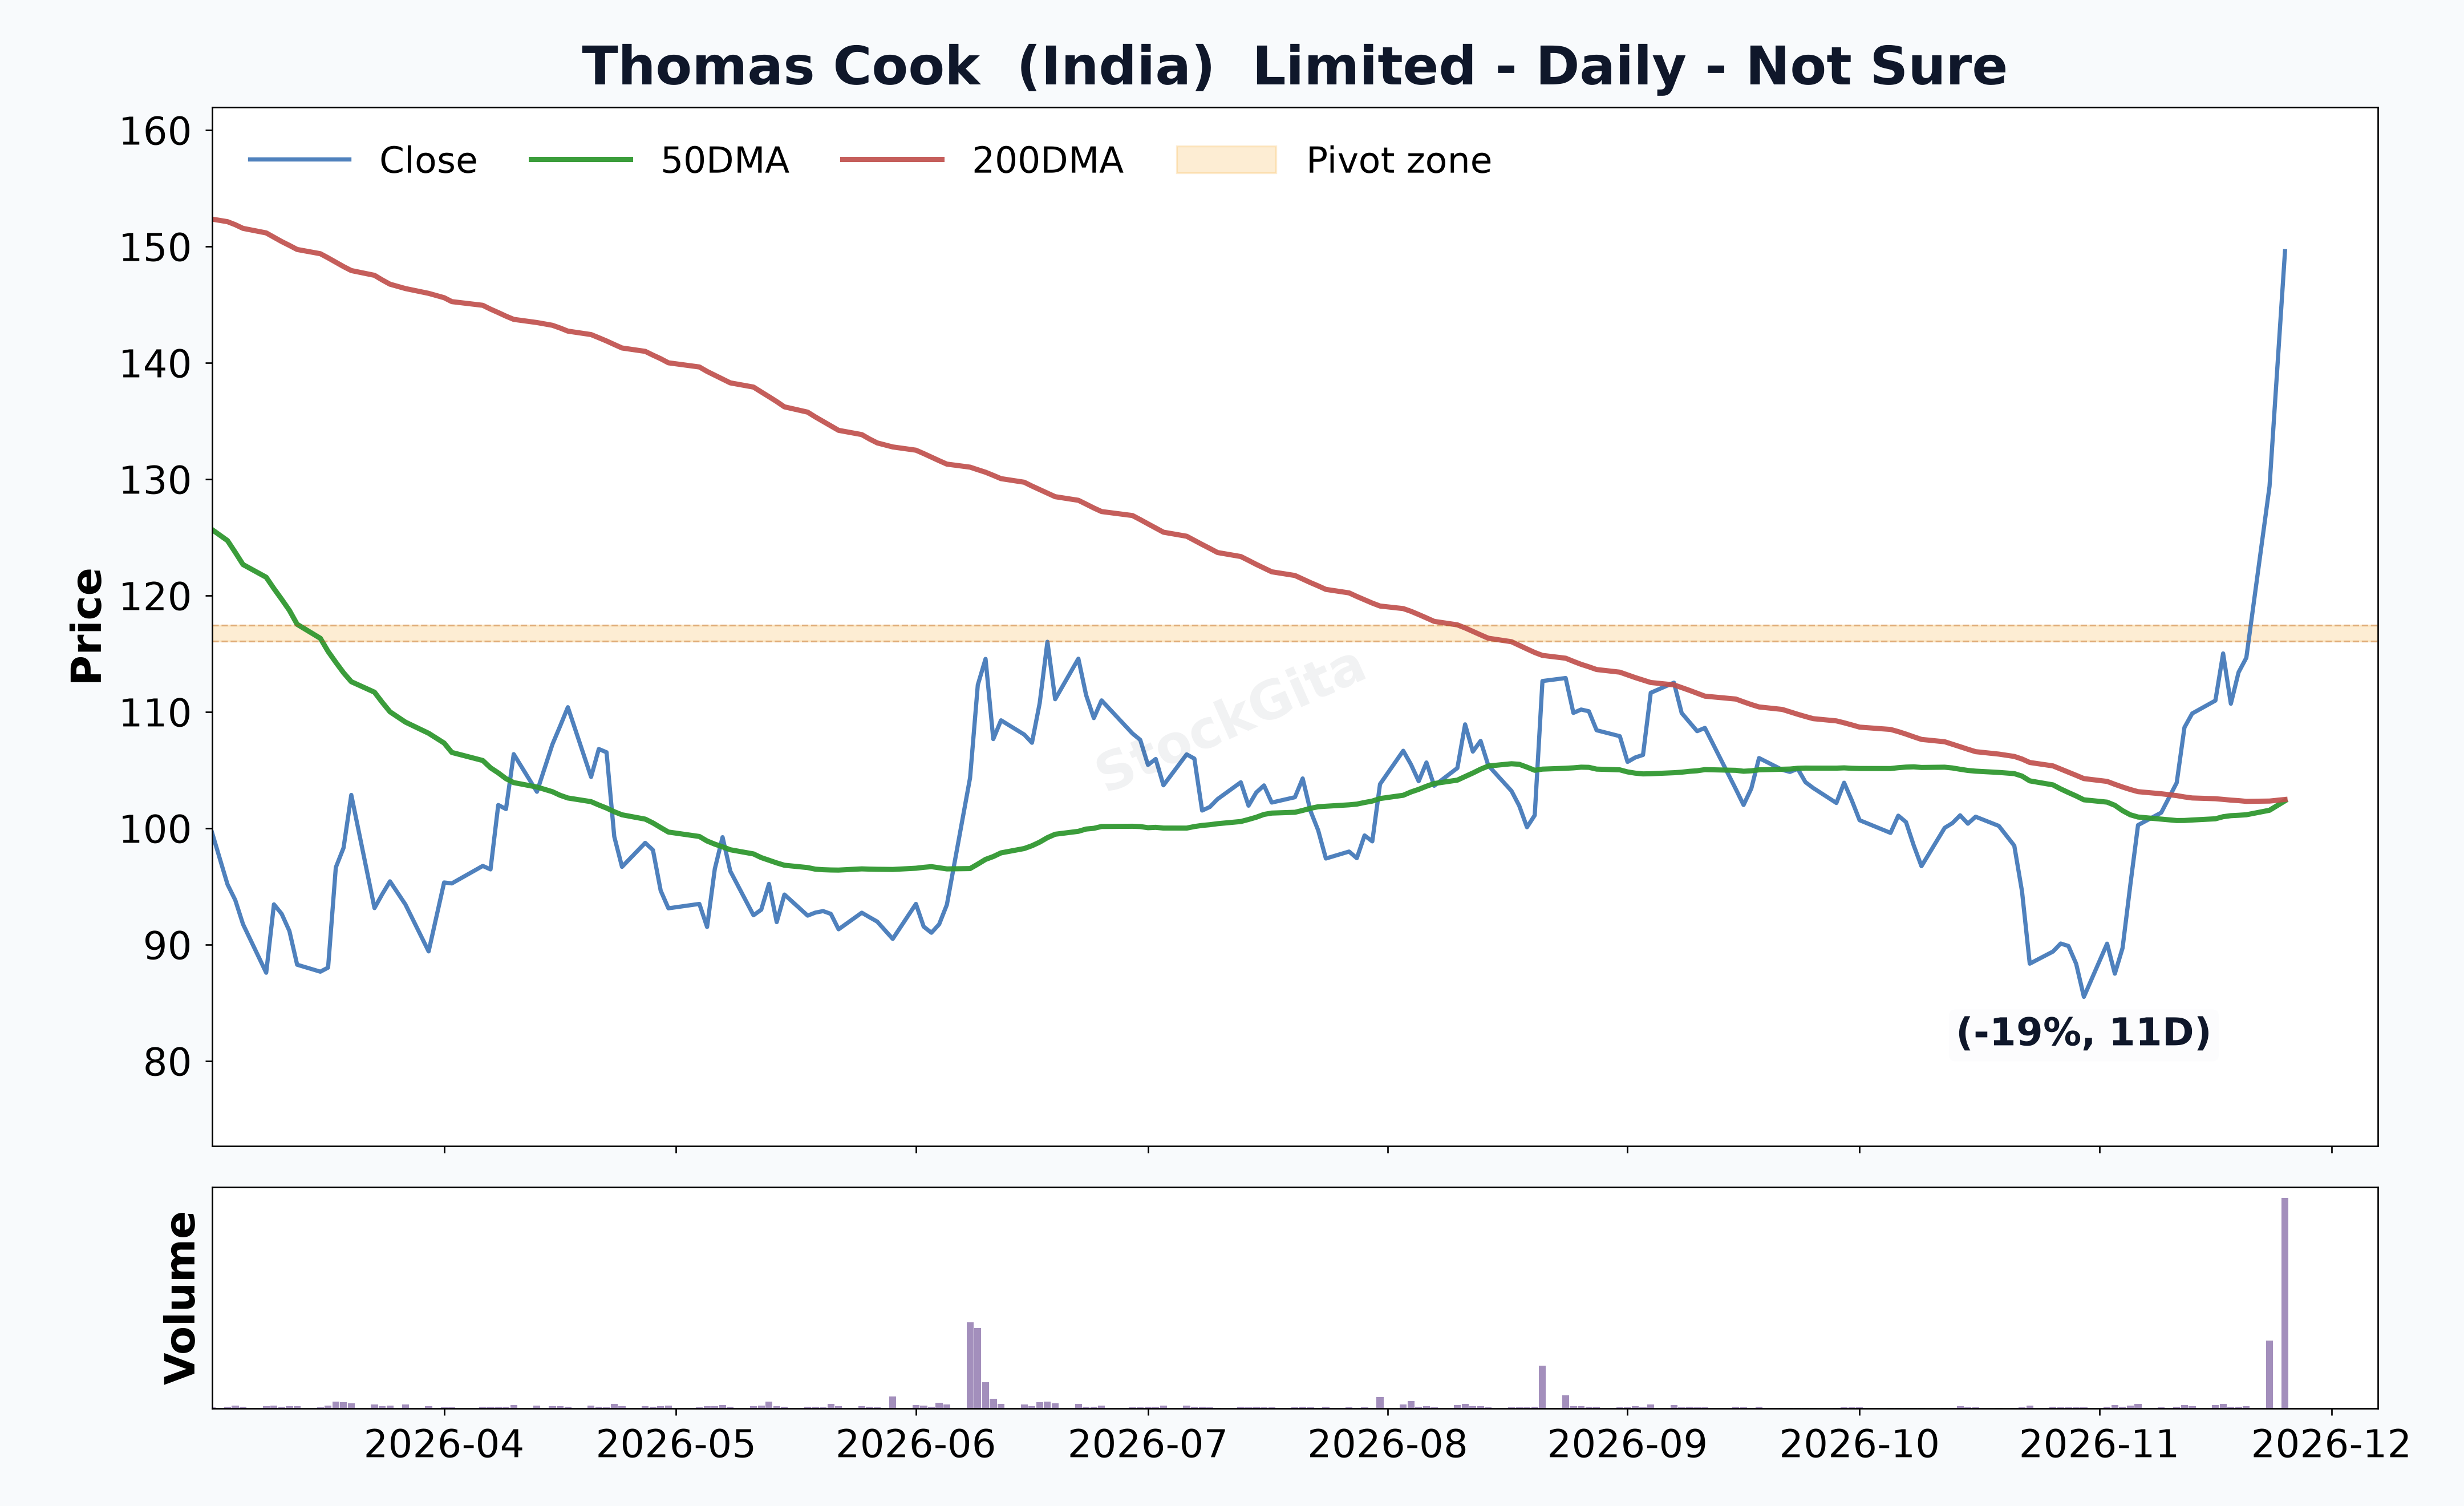 Thomas Cook  (India)  Limited - Daily - Not Sure
Close 50DMA 200DMA Pivot zone
160
150
140
130
120
110
100
90
80
Price
StockGita
(-19%, 11D)
Volume
2026-04 2026-05 2026-06 2026-07 2026-08 2026-09 2026-10 2026-11 2026-12